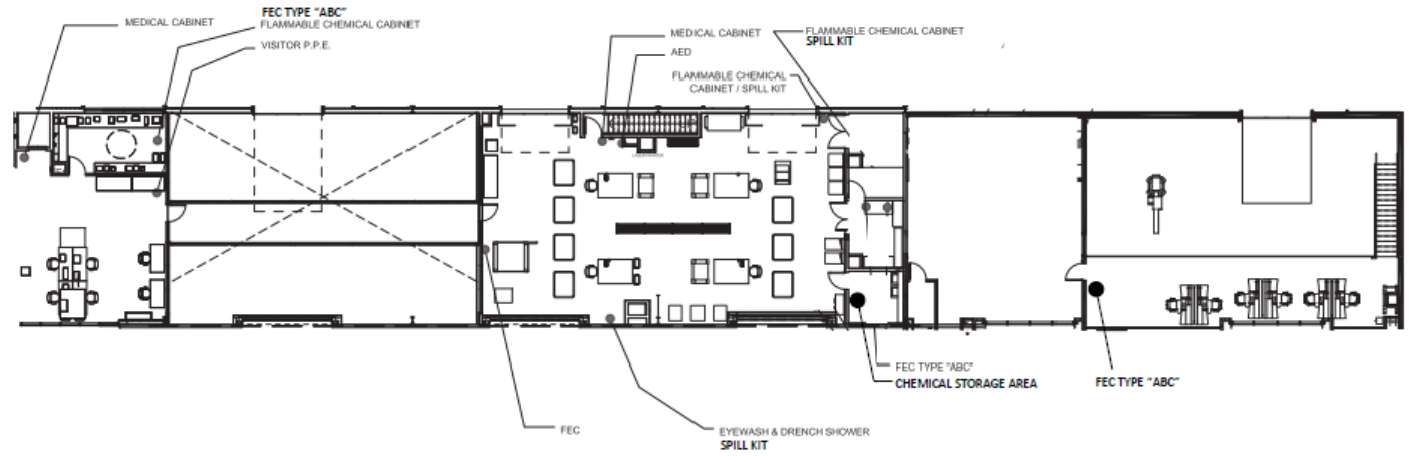 MEDICAL CABINET
FEC TYPE "ABC"
FLAMMABLE CHEMICAL CABINIET
VISITOR P.P.E.
MEDICAL CABINET
AED
FLAMMABLE CHEMICAL
CABINET / SPILL KIT
FLAMMABLE CHEMICAL CABINET
SPILL KIT
FEC TYPE "ABC"
CHEMICAL STORAGE AREA
FEC TYPE "ABC"
FEC
EYEWASH & DRENCH SHOWER
SPILL KIT